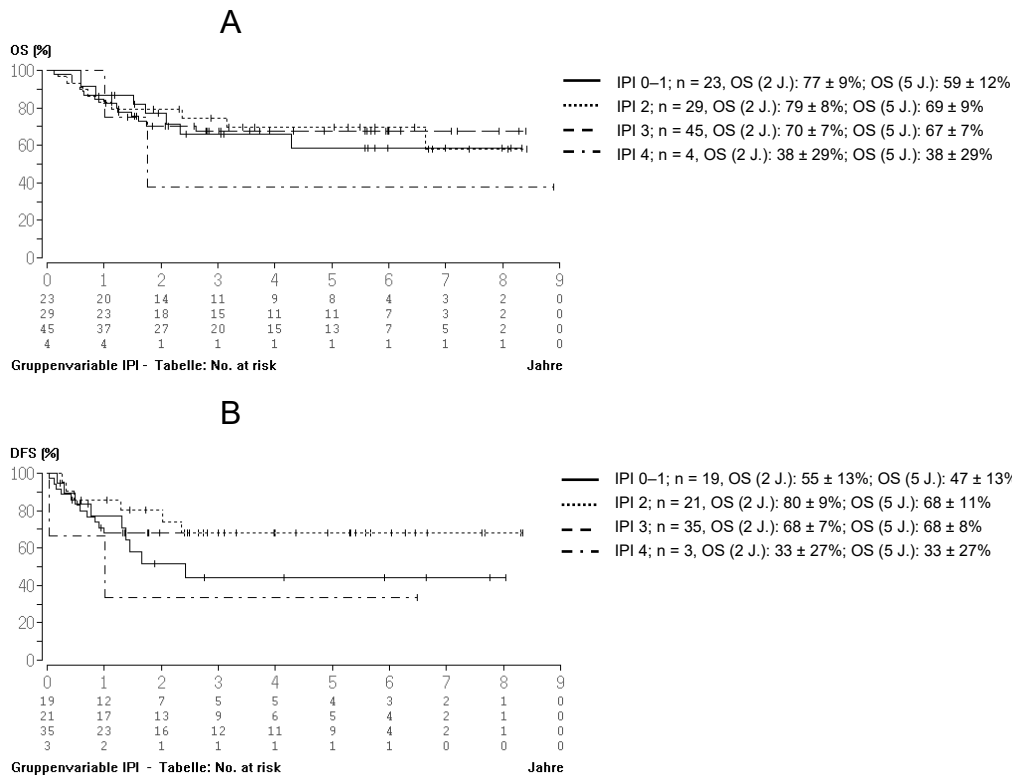 A
OS (%)
100
80
60
40
20
0
IPI 0–1; n = 23, OS (2 J.): 77 ± 9%; OS (5 J.): 59 ± 12%
IPI 2; n = 29, OS (2 J.): 79 ± 8%; OS (5 J.): 69 ± 9%
IPI 3; n = 45, OS (2 J.): 70 ± 7%; OS (5 J.): 67 ± 7%
IPI 4; n = 4, OS (2 J.): 38 ± 29%; OS (5 J.): 38 ± 29%
0 1 2 3 4 5 6 7 8 9
23 20 14 11 9 8 4 3 2 0
29 23 18 15 11 11 7 3 2 0
45 37 27 20 15 13 7 5 2 0
4 4 1 1 1 1 1 1 1 0
Gruppenvariable IPI - Tabelle: No. at risk Jahre
B
DFS (%)
100
80
60
40
20
0
IPI 0–1; n = 19, OS (2 J.): 55 ± 13%; OS (5 J.): 47 ± 13%
IPI 2; n = 21, OS (2 J.): 80 ± 9%; OS (5 J.): 68 ± 11%
IPI 3; n = 35, OS (2 J.): 68 ± 7%; OS (5 J.): 68 ± 8%
IPI 4; n = 3, OS (2 J.): 33 ± 27%; OS (5 J.): 33 ± 27%
0 1 2 3 4 5 6 7 8 9
19 12 7 5 5 4 3 2 1 0
21 17 13 9 6 5 4 2 1 0
35 23 16 12 11 9 4 2 1 0
3 2 1 1 1 1 1 0 0 0
Gruppenvariable IPI - Tabelle: No. at risk Jahre